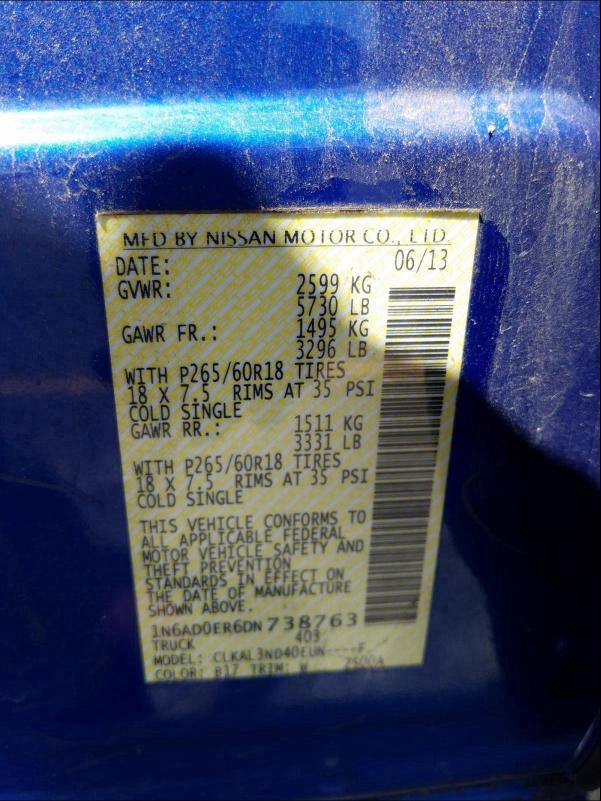 MFD BY NISSAN MOTOR CO., LTD.
DATE: 06/13
GVWR: 2599 KG
5730 LB
GAWR FR.: 1495 KG
3296 LB
WITH P265/60R18 TIRES
18 X 7.5 RIMS AT 35 PSI
COLD SINGLE
GAWR RR.: 1511 KG
3331 LB
WITH P265/60R18 TIRES
18 X 7.5 RIMS AT 35 PSI
COLD SINGLE
THIS VEHICLE CONFORMS TO
ALL APPLICABLE FEDERAL
MOTOR VEHICLE SAFETY AND
THEFT PREVENTION
STANDARDS IN EFFECT ON
THE DATE OF MANUFACTURE
SHOWN ABOVE.
1N6AD0ER6DN738763
TRUCK 403
MODEL: CLKAL3ND40EUN----F
COLOR: B17 TRIM: W 2S00A